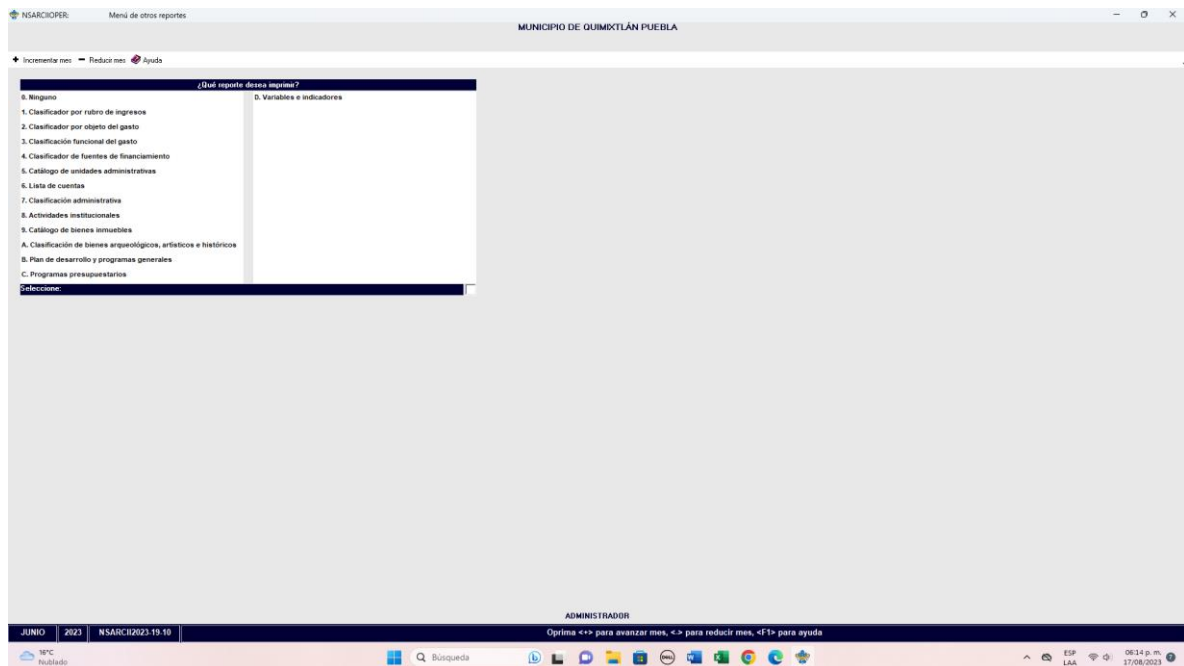 NSARCIIOPER: Menú de otros reportes
MUNICIPIO DE QUIMIXTLÁN PUEBLA
+ Incrementar mes − Reducir mes Ayuda
¿Qué reporte desea imprimir?
0. Ninguno
1. Clasificador por rubro de ingresos
2. Clasificador por objeto del gasto
3. Clasificación funcional del gasto
4. Clasificador de fuentes de financiamiento
5. Catálogo de unidades administrativas
6. Lista de cuentas
7. Clasificación administrativa
8. Actividades institucionales
9. Catálogo de bienes inmuebles
A. Clasificación de bienes arqueológicos, artísticos e históricos
B. Plan de desarrollo y programas generales
C. Programas presupuestarios
D. Variables e indicadores
Seleccione:
ADMINISTRADOR
JUNIO 2023 NSARCII2023-19-10 Oprima <+> para avanzar mes, <-> para reducir mes, <F1> para ayuda
16°C
Nublado
Búsqueda
ESP
LAA
06:14 p. m.
17/08/2023